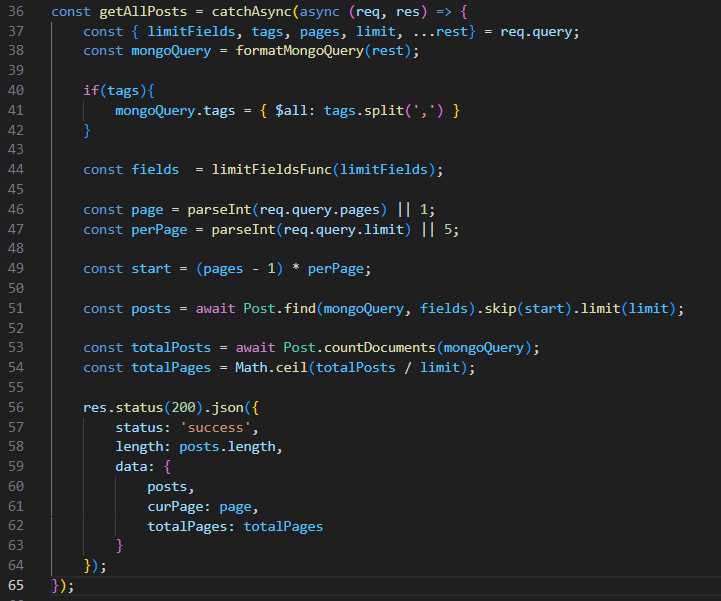 36 const getAllPosts = catchAsync(async (req, res) => {
37     const { limitFields, tags, pages, limit, ...rest} = req.query;
38     const mongoQuery = formatMongoQuery(rest);
39
40     if(tags){
41         mongoQuery.tags = { $all: tags.split(',') }
42     }
43
44     const fields  = limitFieldsFunc(limitFields);
45
46     const page = parseInt(req.query.pages) || 1;
47     const perPage = parseInt(req.query.limit) || 5;
48
49     const start = (pages - 1) * perPage;
50
51     const posts = await Post.find(mongoQuery, fields).skip(start).limit(limit);
52
53     const totalPosts = await Post.countDocuments(mongoQuery);
54     const totalPages = Math.ceil(totalPosts / limit);
55
56     res.status(200).json({
57         status: 'success',
58         length: posts.length,
59         data: {
60             posts,
61             curPage: page,
62             totalPages: totalPages
63         }
64     });
65 });